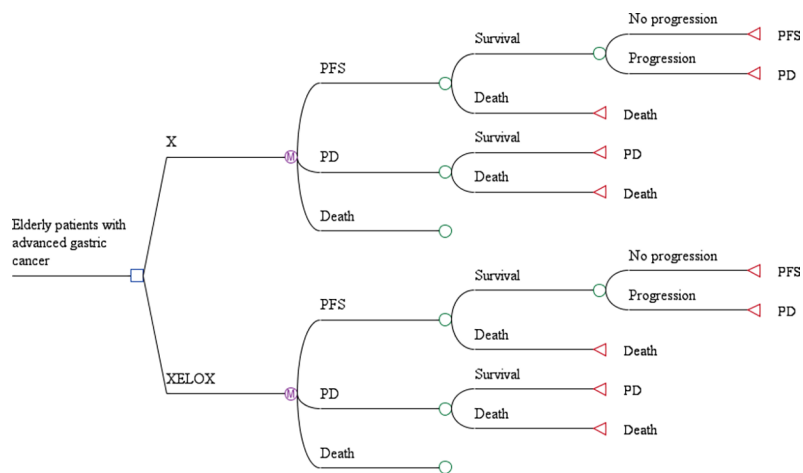 No progression
PFS
Survival
Progression
PD
PFS
Death
Death
X
Survival
PD
M
PD
Death
Death
Death
Elderly patients with
advanced gastric
cancer
No progression
PFS
Survival
Progression
PD
PFS
Death
Death
XELOX
Survival
PD
M
PD
Death
Death
Death